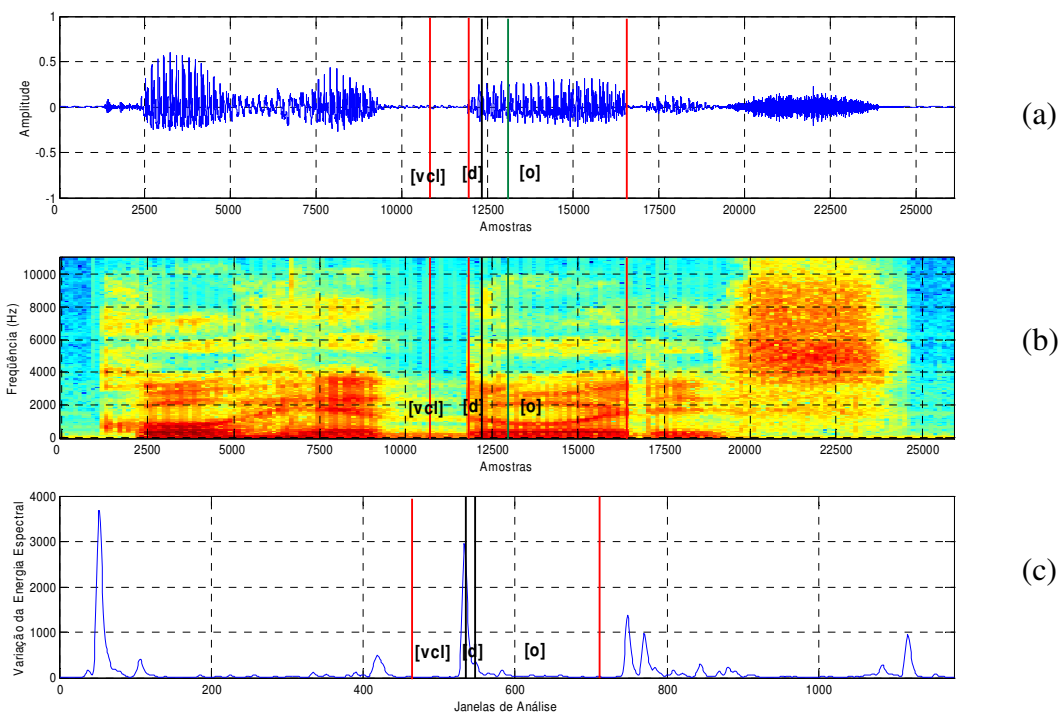 1
0.5
0
-0.5
-1
Amplitude
[vcl] [d] [o]
0 2500 5000 7500 10000 12500 15000 17500 20000 22500 25000
Amostras
(a)
10000
8000
6000
4000
2000
0
Freqüência (Hz)
[vcl] [d] [o]
0 2500 5000 7500 10000 12500 15000 17500 20000 22500 25000
Amostras
(b)
4000
3000
2000
1000
0
Variação da Energia Espectral
[vcl] [d] [o]
0 200 400 600 800 1000
Janelas de Análise
(c)